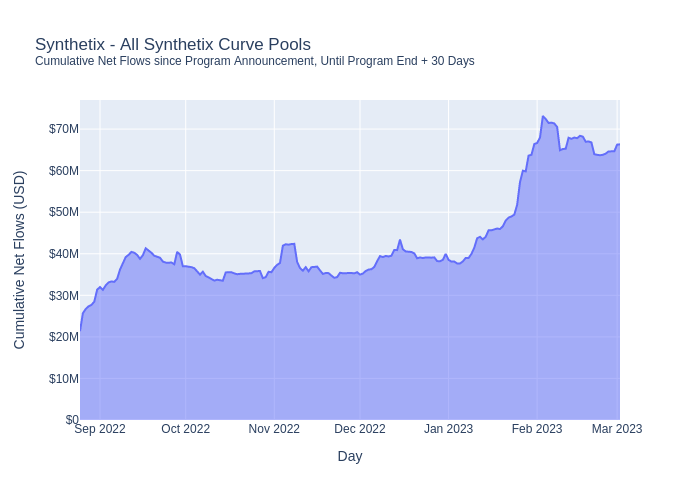 Synthetix - All Synthetix Curve Pools
Cumulative Net Flows since Program Announcement, Until Program End + 30 Days
Cumulative Net Flows (USD)
$70M
$60M
$50M
$40M
$30M
$20M
$10M
$0
Sep 2022
Oct 2022
Nov 2022
Dec 2022
Jan 2023
Feb 2023
Mar 2023
Day